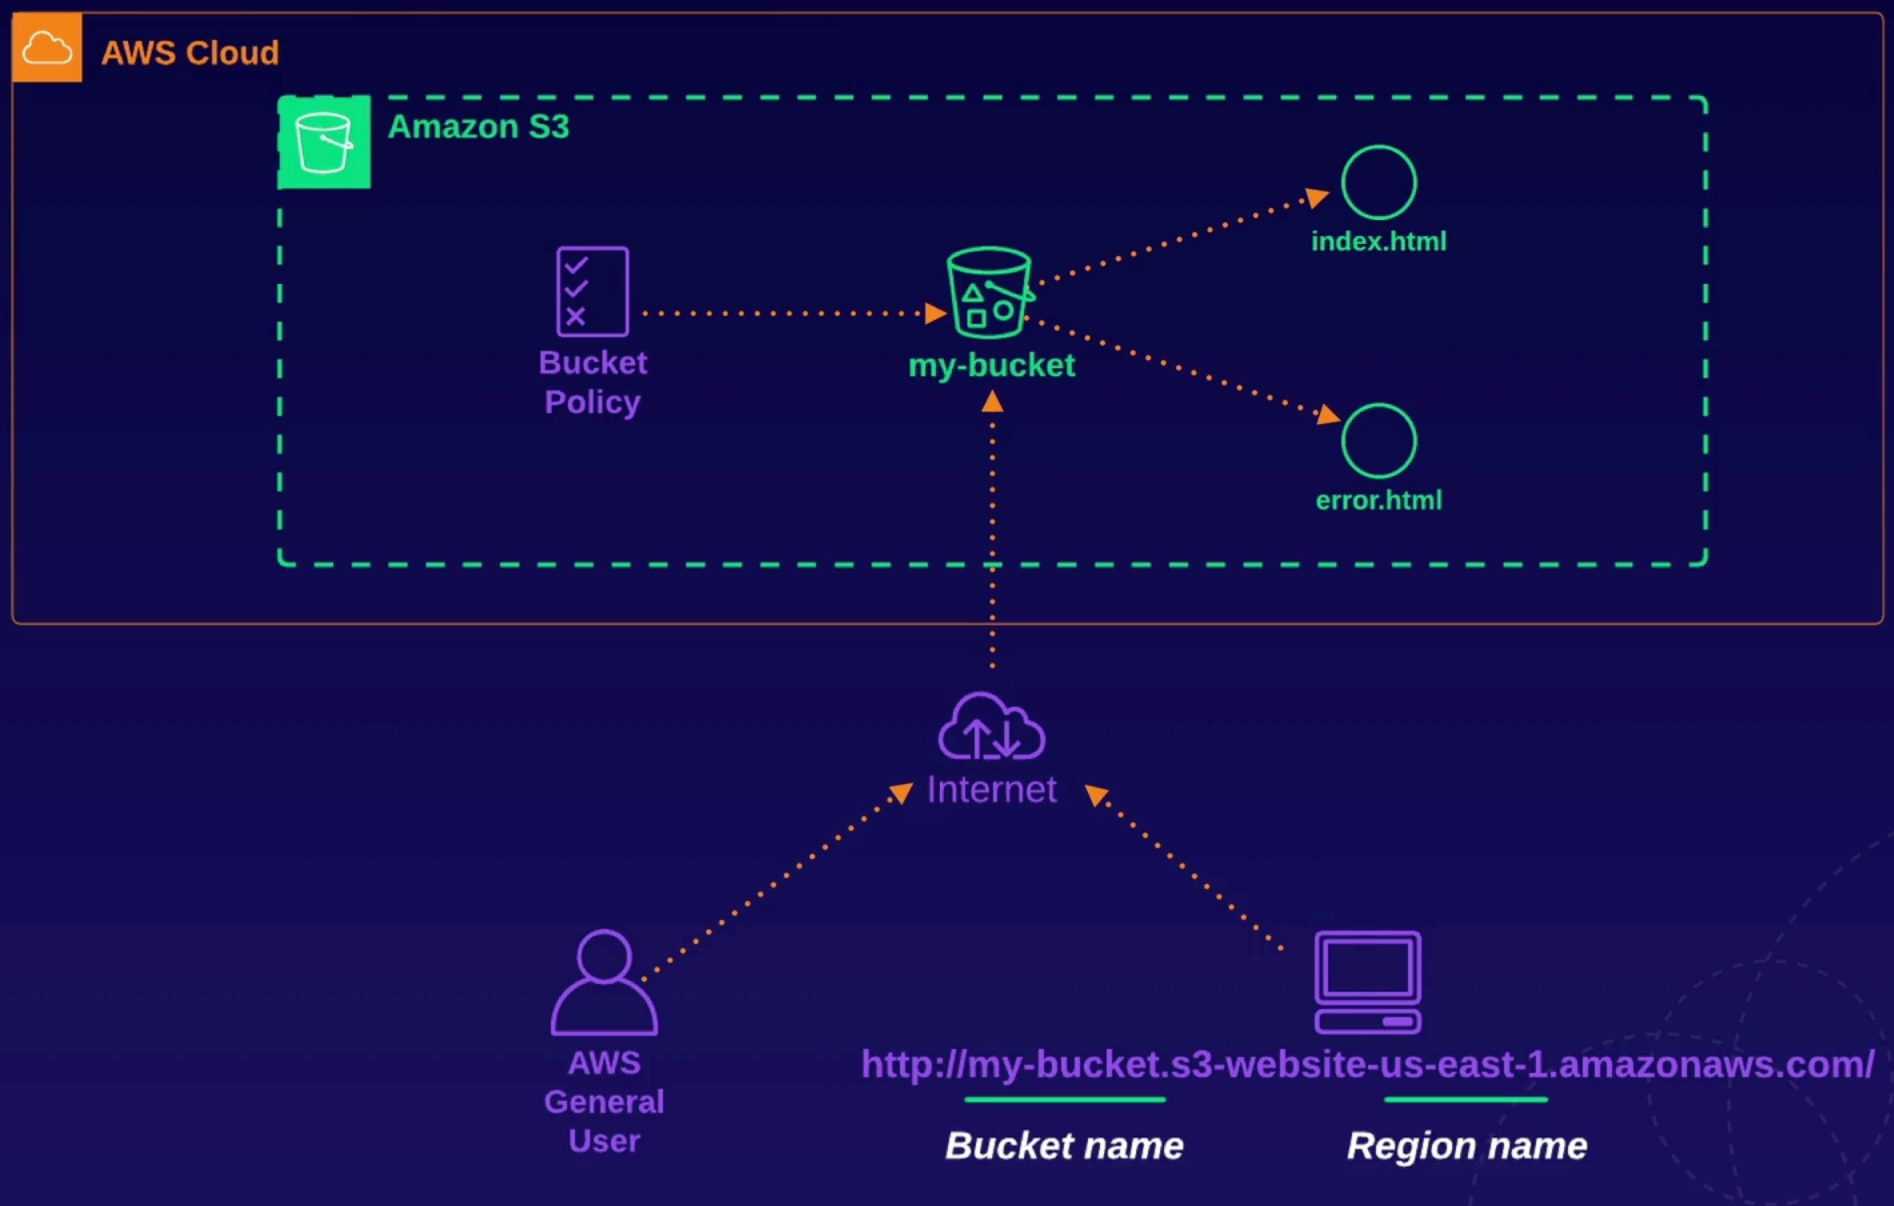 AWS Cloud
Amazon S3
index.html
Bucket
Policy
my-bucket
error.html
Internet
AWS
General
User
http://my-bucket.s3-website-us-east-1.amazonaws.com/
Bucket name
Region name